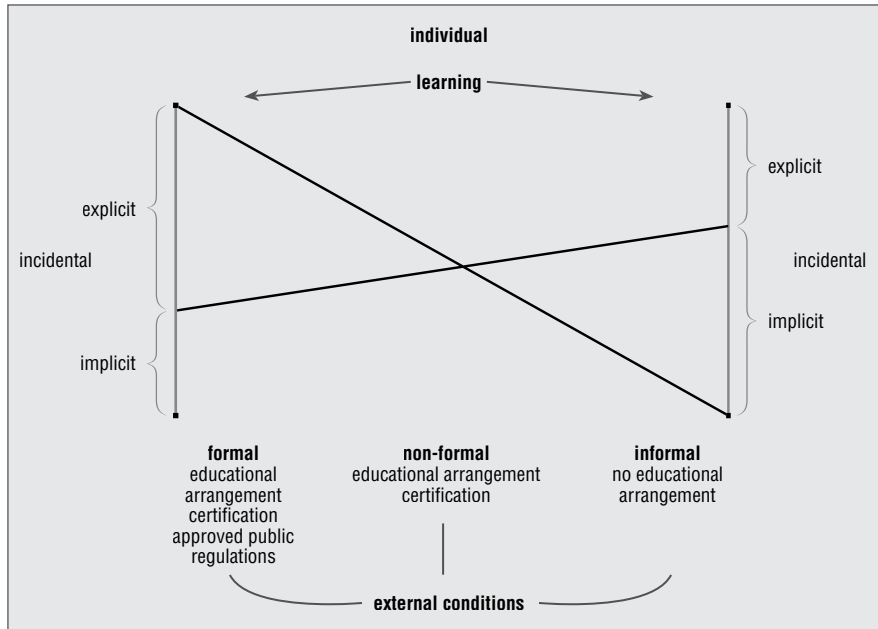 individual
learning
explicit
incidental
implicit
explicit
incidental
implicit
formal
educational
arrangement
certification
approved public
regulations
non-formal
educational arrangement
certification
informal
no educational
arrangement
external conditions